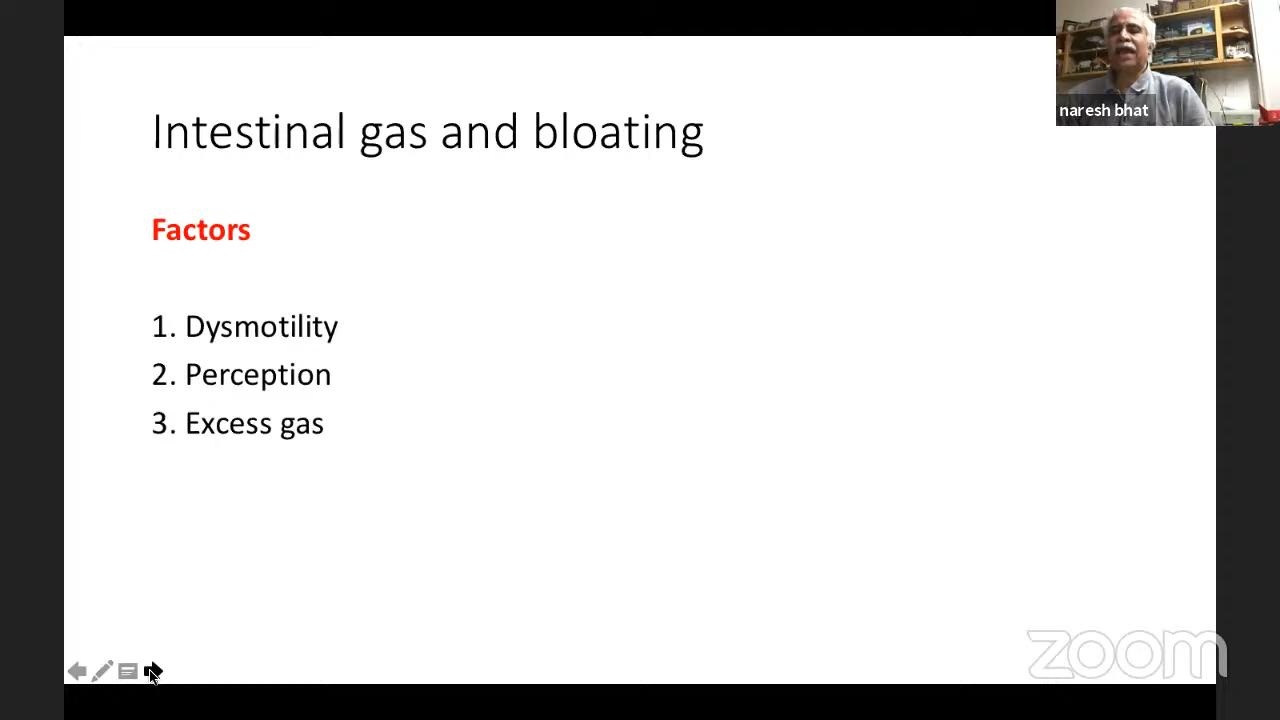 Intestinal gas and bloating
naresh bhat
Factors
1. Dysmotility
2. Perception
3. Excess gas
zoom